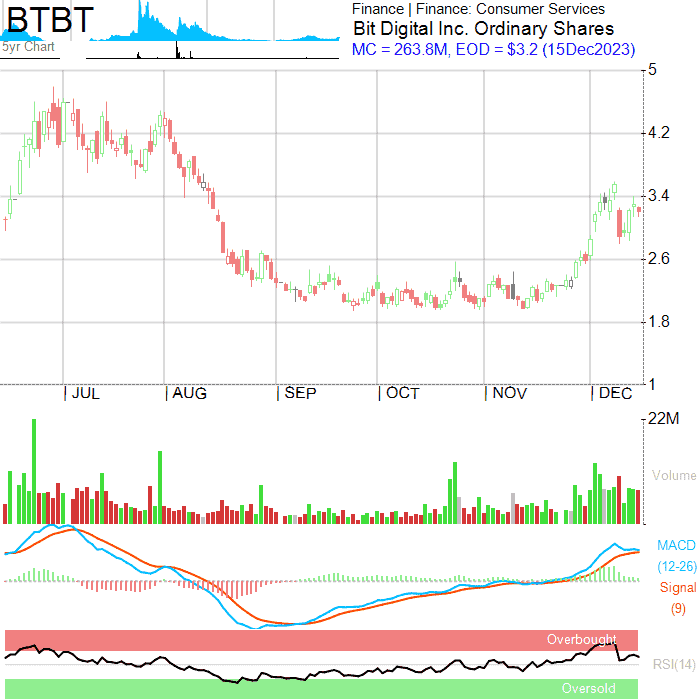 BTBT
5yr Chart
Finance | Finance: Consumer Services
Bit Digital Inc. Ordinary Shares
MC = 263.8M, EOD = $3.2 (15Dec2023)
5
4.2
3.4
2.6
1.8
1
| JUL | AUG | SEP | OCT | NOV | DEC
22M
Volume
MACD
(12-26)
Signal
(9)
Overbought
RSI(14)
Oversold